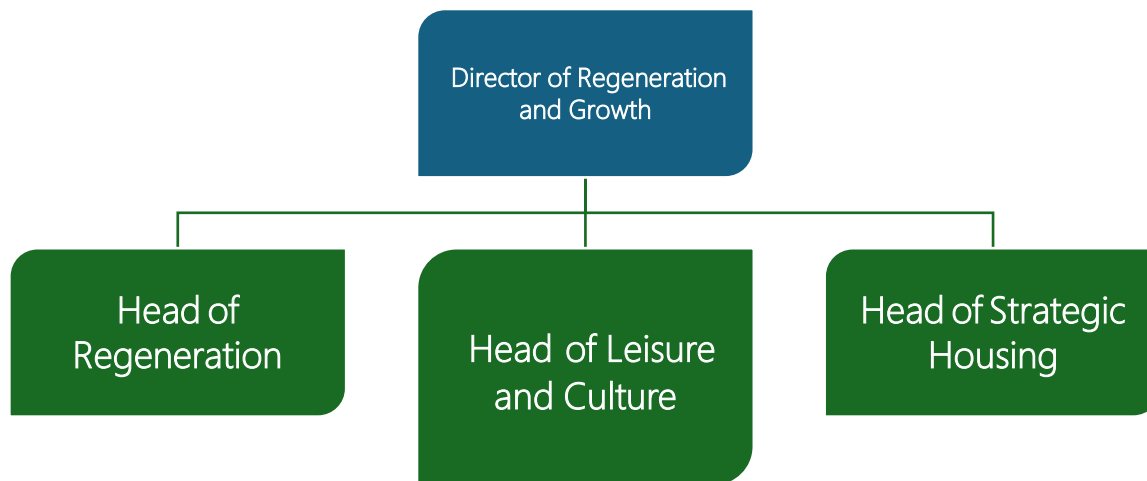 Director of Regeneration
and Growth
Head of
Regeneration
Head of Leisure
and Culture
Head of Strategic
Housing